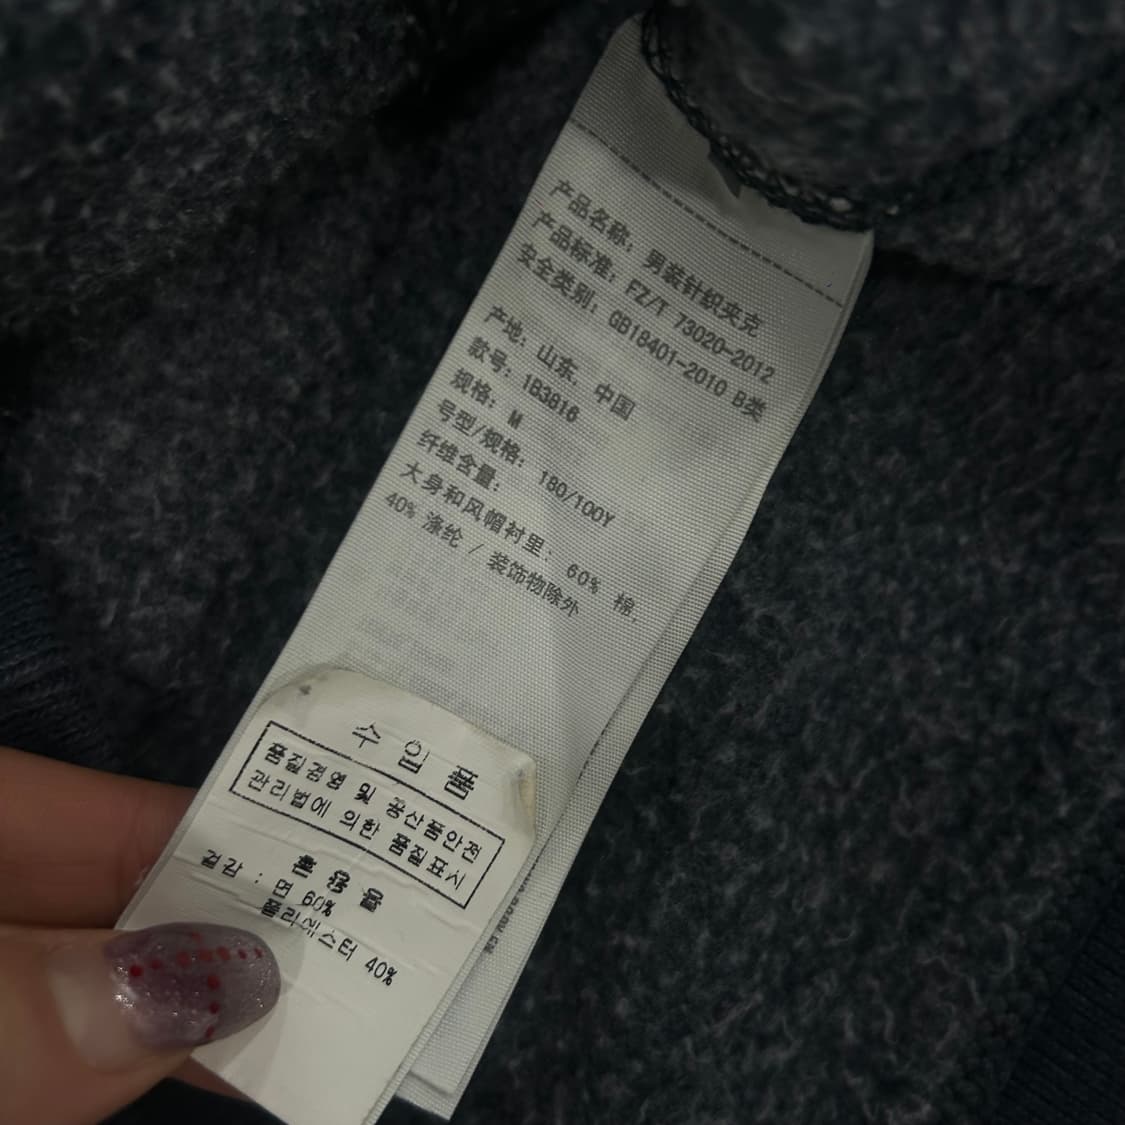 产品名称: 男装针织夹克
产品标准: FZ/T 73020-2012
安全类别: GB18401-2010 B类
产地: 山东, 中国
款号: 1B3816
规格: M
号型/规格: 180/100Y
纤维含量:
大身和风帽衬里: 60% 棉,
40% 涤纶 / 装饰物除外
수 입 품
품질경영 및 공산품안전
관리법에 의한 품질표시
혼 용 율
겉감 : 면 60%
폴리에스터 40%